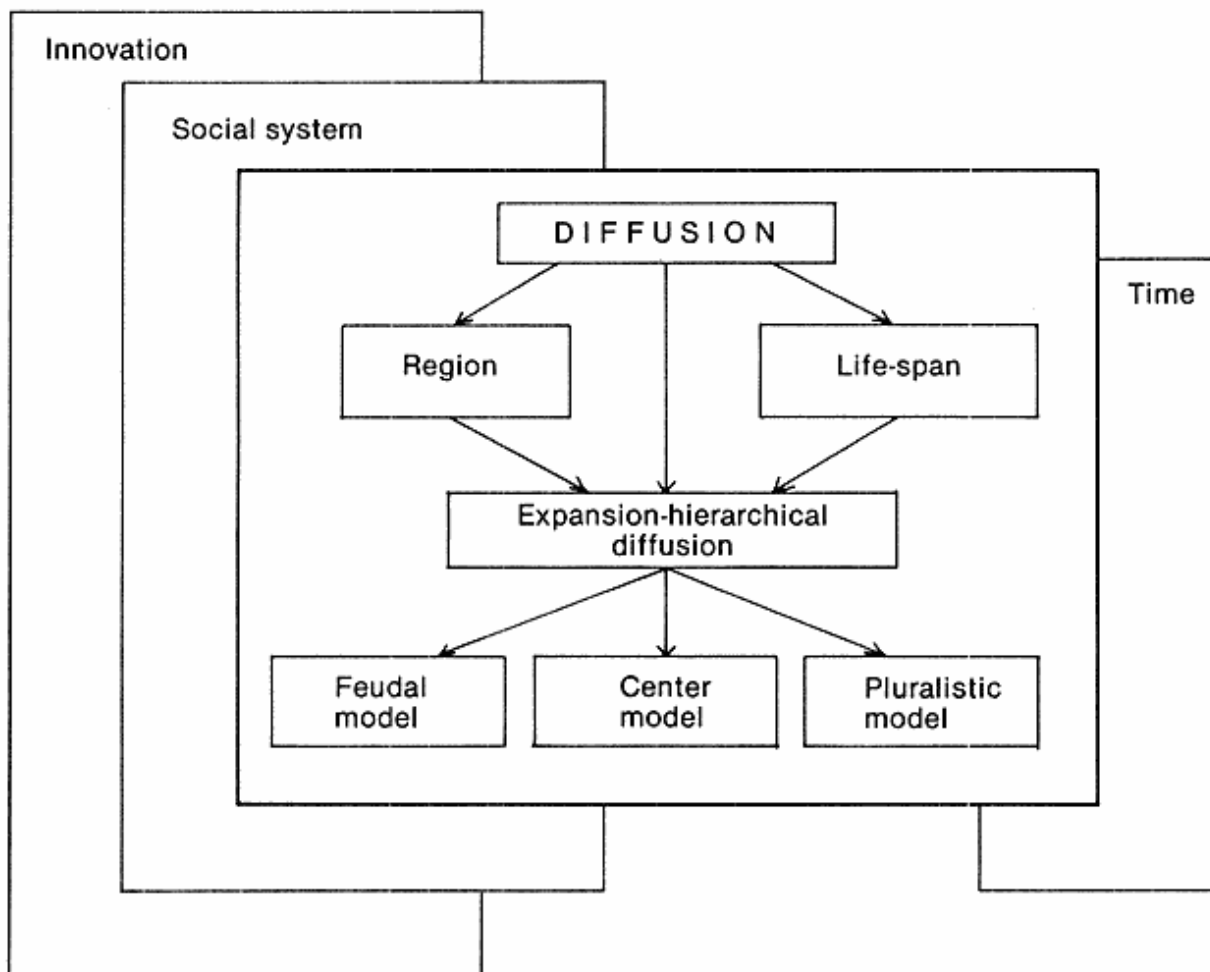 Innovation
Social system
DIFFUSION
Time
Region
Life-span
Expansion-hierarchical
diffusion
Feudal
model
Center
model
Pluralistic
model